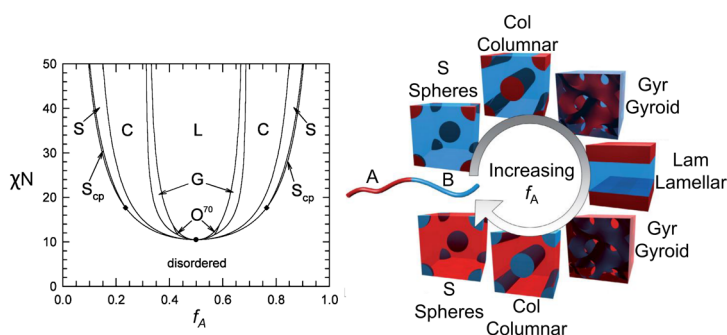 50
40
30
20
10
0
χN
S
C
L
C
S
S_cp
G
S_cp
O^70
disordered
0.0 0.2 0.4 0.6 0.8 1.0
f_A
Col
Columnar
S
Spheres
Gyr
Gyroid
A
B
Increasing
f_A
Lam
Lamellar
Gyr
Gyroid
S
Spheres
Col
Columnar